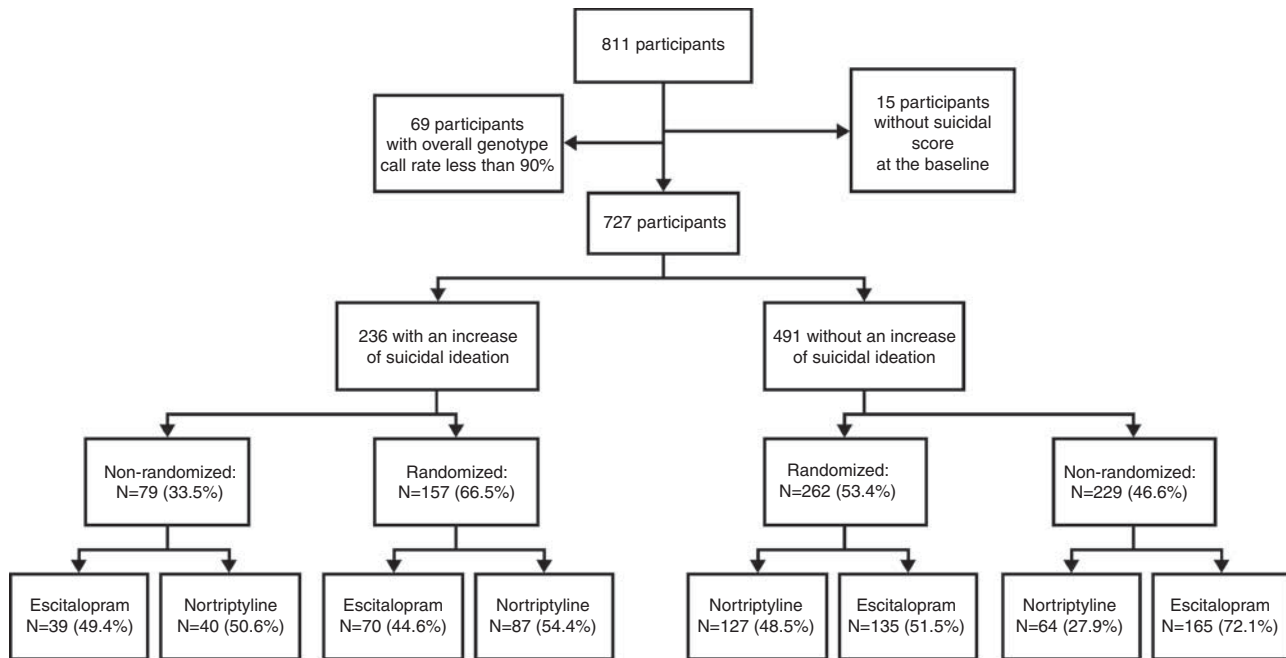 811 participants
69 participants
with overall genotype
call rate less than 90%
15 participants
without suicidal
score
at the baseline
727 participants
236 with an increase
of suicidal ideation
491 without an increase
of suicidal ideation
Non-randomized:
N=79 (33.5%)
Randomized:
N=157 (66.5%)
Randomized:
N=262 (53.4%)
Non-randomized:
N=229 (46.6%)
Escitalopram
N=39 (49.4%)
Nortriptyline
N=40 (50.6%)
Escitalopram
N=70 (44.6%)
Nortriptyline
N=87 (54.4%)
Nortriptyline
N=127 (48.5%)
Escitalopram
N=135 (51.5%)
Nortriptyline
N=64 (27.9%)
Escitalopram
N=165 (72.1%)